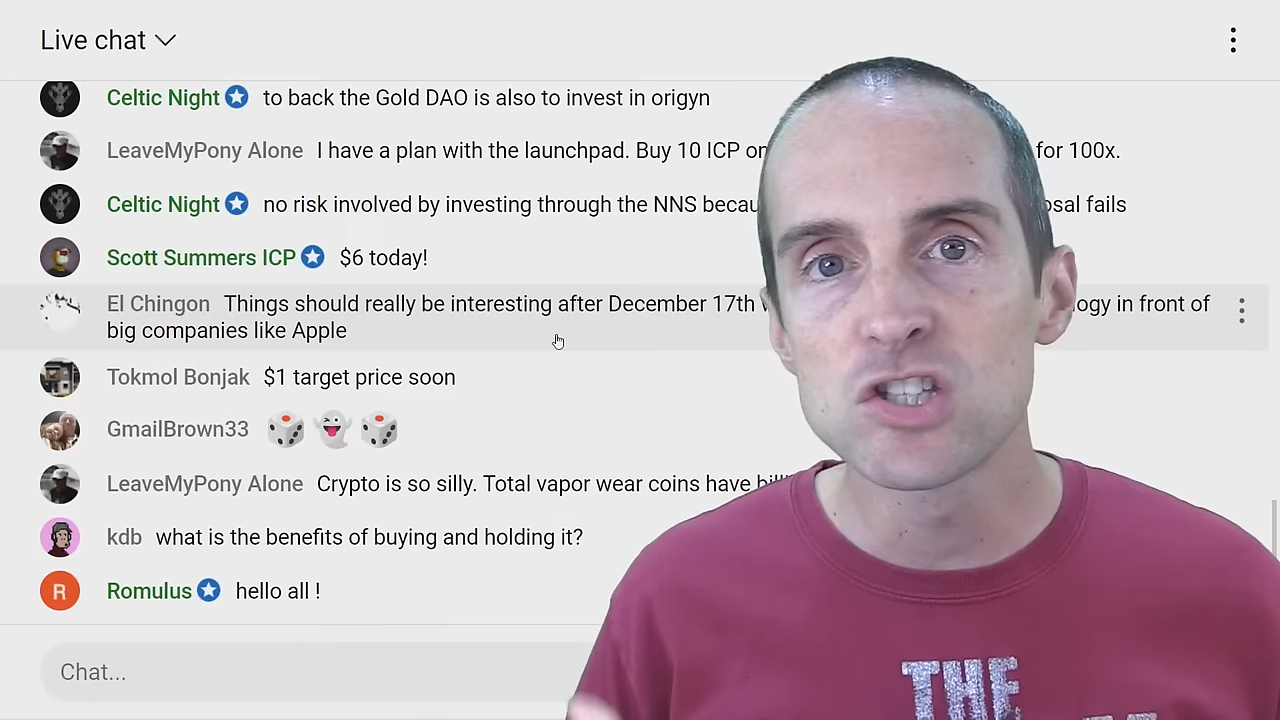 Live chat
Celtic Night to back the Gold DAO is also to invest in origyn
LeaveMyPony Alone I have a plan with the launchpad. Buy 10 ICP for 100x.
Celtic Night no risk involved by investing through the NNS fails
Scott Summers ICP $6 today!
El Chingon Things should really be interesting after December 17th in front of
big companies like Apple
Tokmol Bonjak $1 target price soon
GmailBrown33
LeaveMyPony Alone Crypto is so silly. Total vapor wear coins have
kdb what is the benefits of buying and holding it?
R Romulus hello all !
Chat...
THE